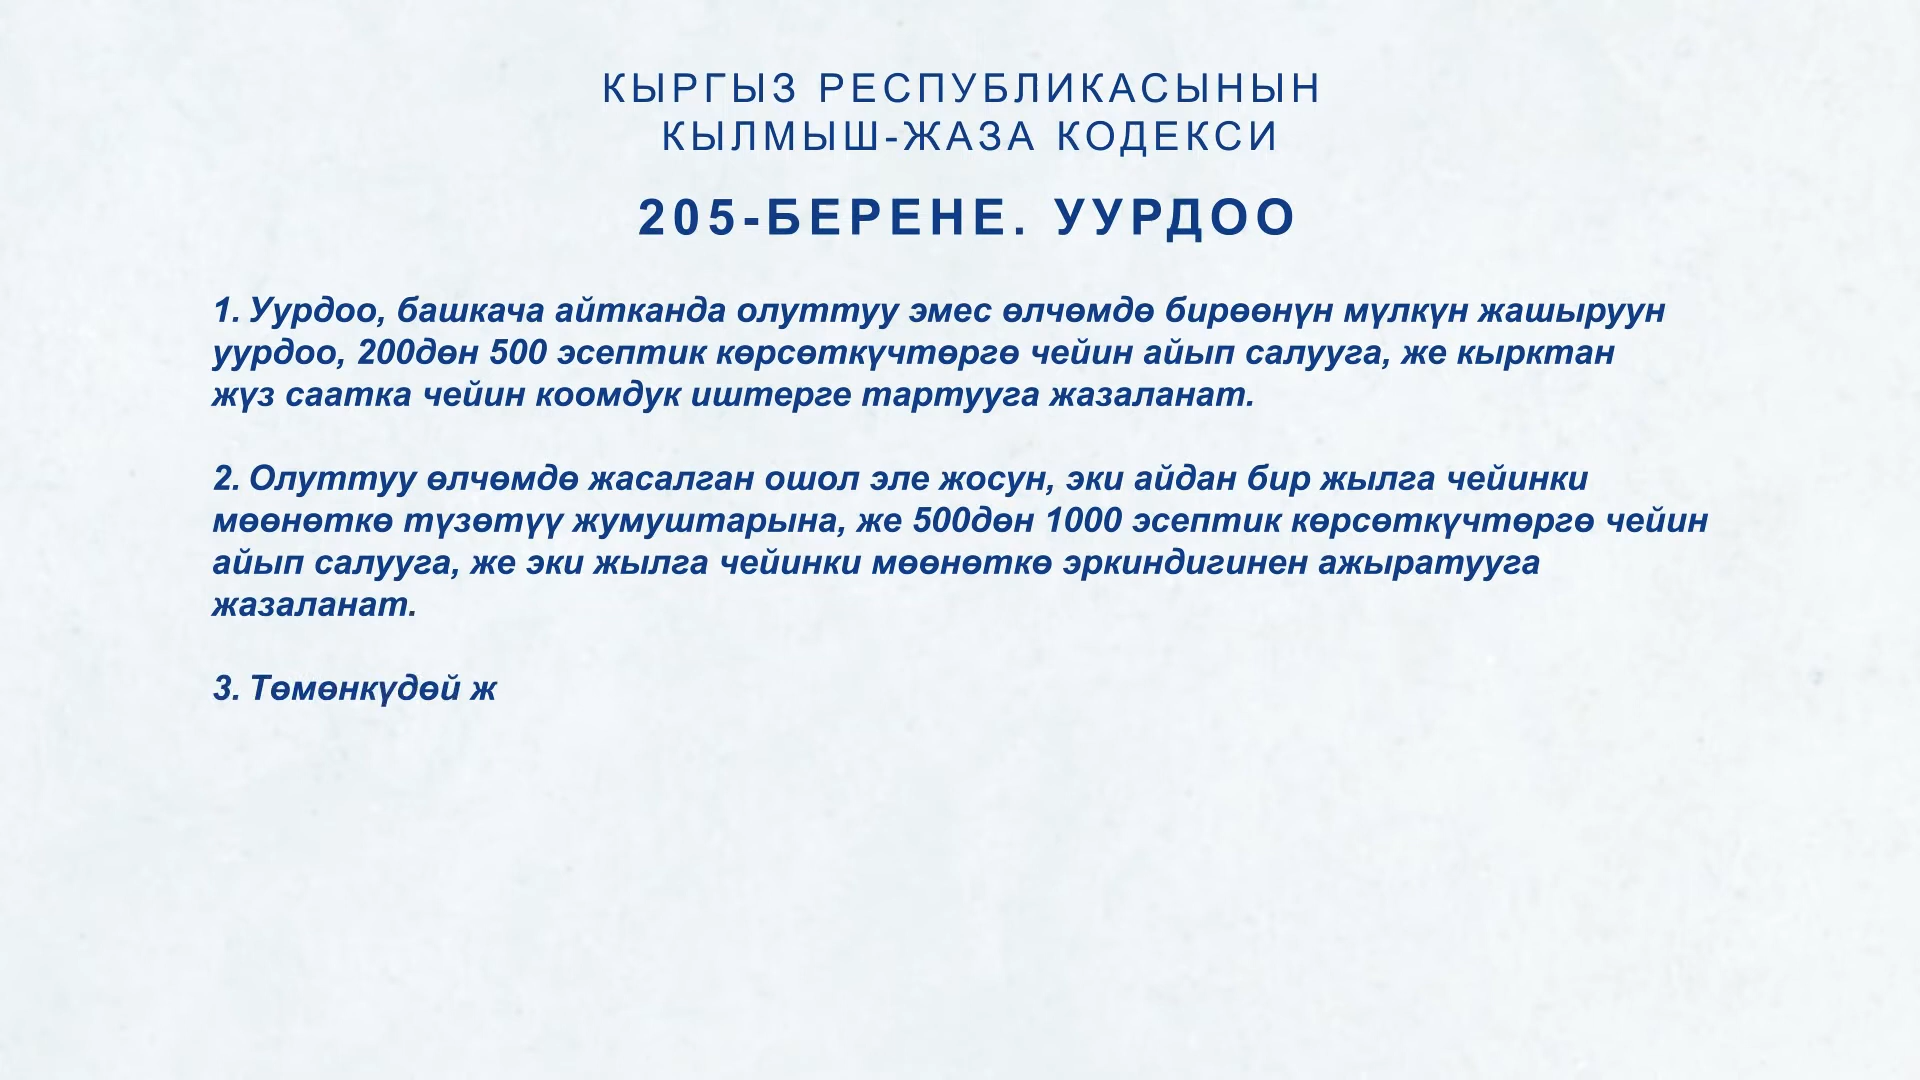 КЫРГЫЗ РЕСПУБЛИКАСЫНЫН
КЫЛМЫШ-ЖАЗА КОДЕКСИ
205-БЕРЕНЕ. УУРДОО
1. Уурдоо, башкача айтканда олуттуу эмес өлчөмдө бирөөнүн мүлкүн жашыруун
уурдоо, 200дөн 500 эсептик көрсөткүчтөргө чейин айып салууга, же кырктан
жүз саатка чейин коомдук иштерге тартууга жазаланат.
2. Олуттуу өлчөмдө жасалган ошол эле жосун, эки айдан бир жылга чейинки
мөөнөткө түзөтүү жумуштарына, же 500дөн 1000 эсептик көрсөткүчтөргө чейин
айып салууга, же эки жылга чейинки мөөнөткө эркиндигинен ажыратууга
жазаланат.
3. Төмөнкүдөй ж